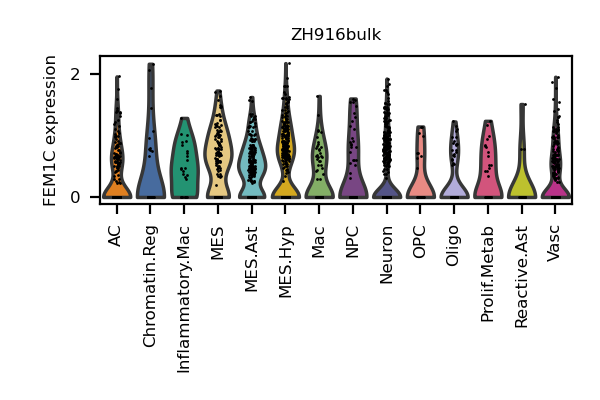 ZH916bulk
FEM1C expression
2
0
AC
Chromatin.Reg
Inflammatory.Mac
MES
MES.Ast
MES.Hyp
Mac
NPC
Neuron
OPC
Oligo
Prolif.Metab
Reactive.Ast
Vasc